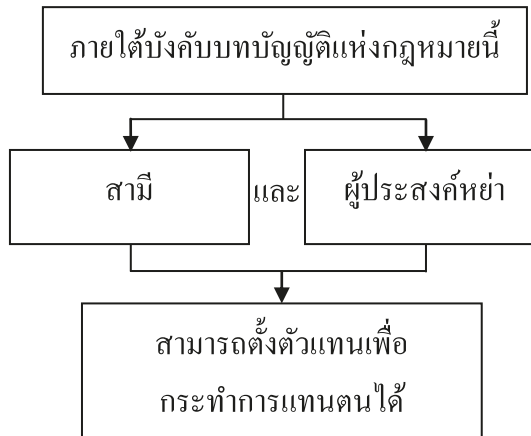 ภายใต้บังคับบทบัญญัติแห่งกฎหมายนี้
สามี และ ผู้ประสงค์หย่า
สามารถตั้งตัวแทนเพื่อ
กระทำการแทนตนได้